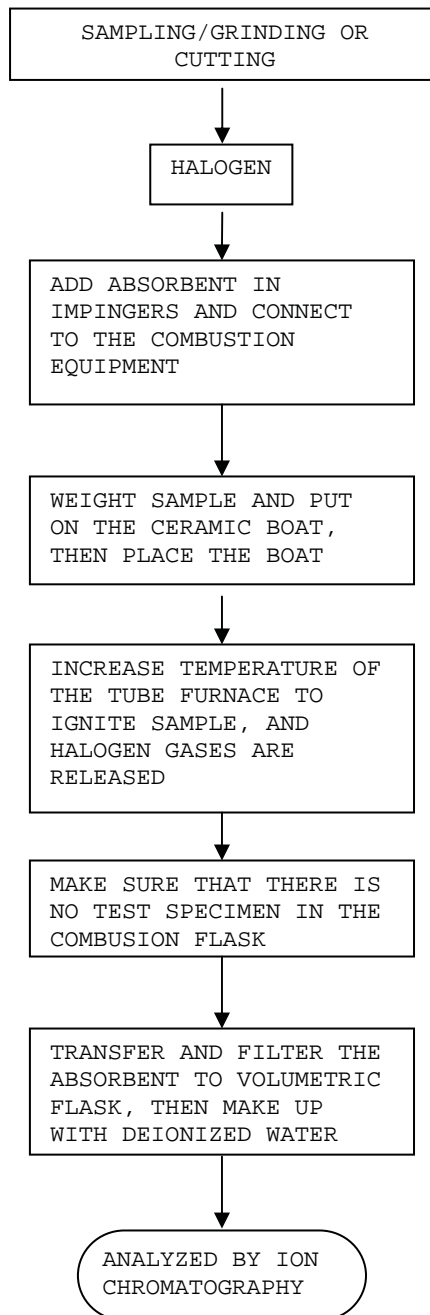 SAMPLING/GRINDING OR
CUTTING
HALOGEN
ADD ABSORBENT IN
IMPINGERS AND CONNECT
TO THE COMBUSTION
EQUIPMENT
WEIGHT SAMPLE AND PUT
ON THE CERAMIC BOAT,
THEN PLACE THE BOAT
INCREASE TEMPERATURE OF
THE TUBE FURNACE TO
IGNITE SAMPLE, AND
HALOGEN GASES ARE
RELEASED
MAKE SURE THAT THERE IS
NO TEST SPECIMEN IN THE
COMBUSION FLASK
TRANSFER AND FILTER THE
ABSORBENT TO VOLUMETRIC
FLASK, THEN MAKE UP
WITH DEIONIZED WATER
ANALYZED BY ION
CHROMATOGRAPHY